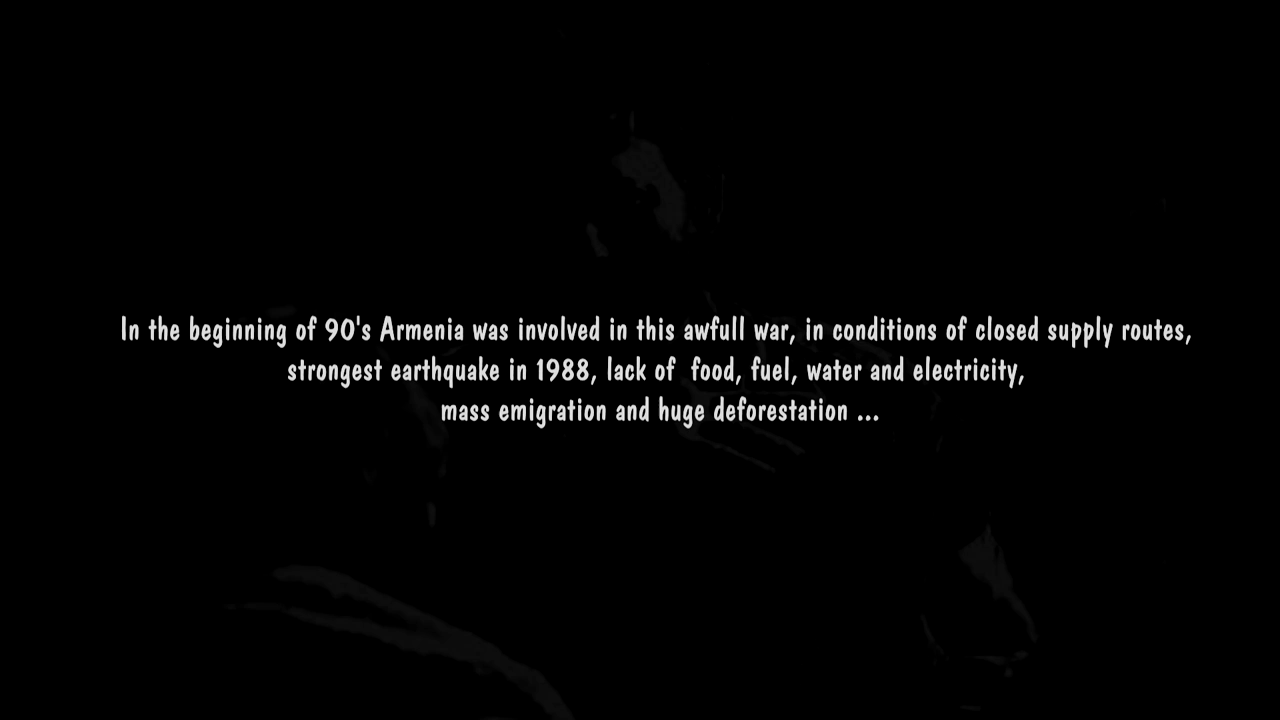 In the beginning of 90's Armenia was involved in this awfull war, in conditions of closed supply routes,
strongest earthquake in 1988, lack of food, fuel, water and electricity,
mass emigration and huge deforestation ...